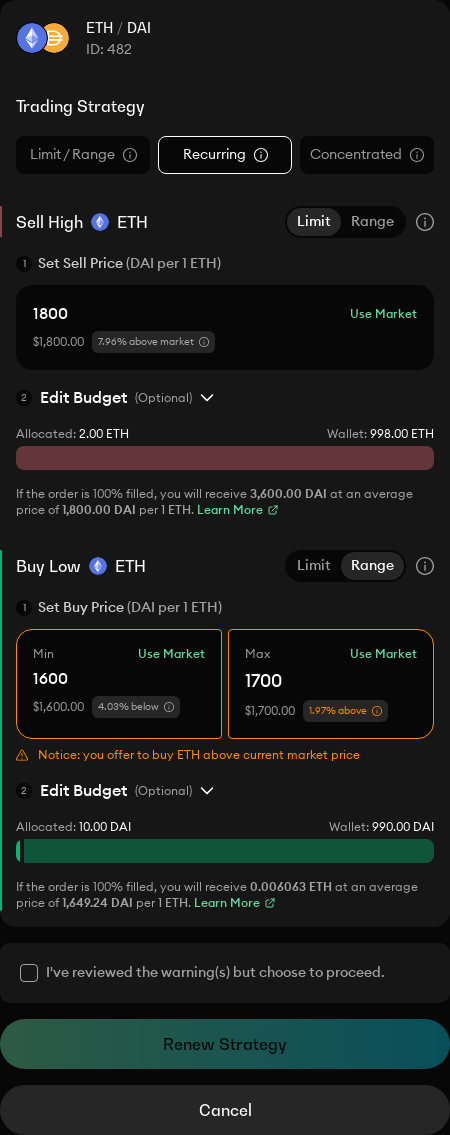 ETH / DAI
ID: 482
Trading Strategy
Limit / Range Recurring Concentrated
Sell High ETH Limit Range
1 Set Sell Price (DAI per 1 ETH)
1800 Use Market
$1,800.00 7.96% above market
2 Edit Budget (Optional)
Allocated: 2.00 ETH Wallet: 998.00 ETH
If the order is 100% filled, you will receive 3,600.00 DAI at an average
price of 1,800.00 DAI per 1 ETH. Learn More
Buy Low ETH Limit Range
1 Set Buy Price (DAI per 1 ETH)
Min Use Market Max Use Market
1600 1700
$1,600.00 4.03% below $1,700.00 1.97% above
Notice: you offer to buy ETH above current market price
2 Edit Budget (Optional)
Allocated: 10.00 DAI Wallet: 990.00 DAI
If the order is 100% filled, you will receive 0.006063 ETH at an average
price of 1,649.24 DAI per 1 ETH. Learn More
I've reviewed the warning(s) but choose to proceed.
Renew Strategy
Cancel